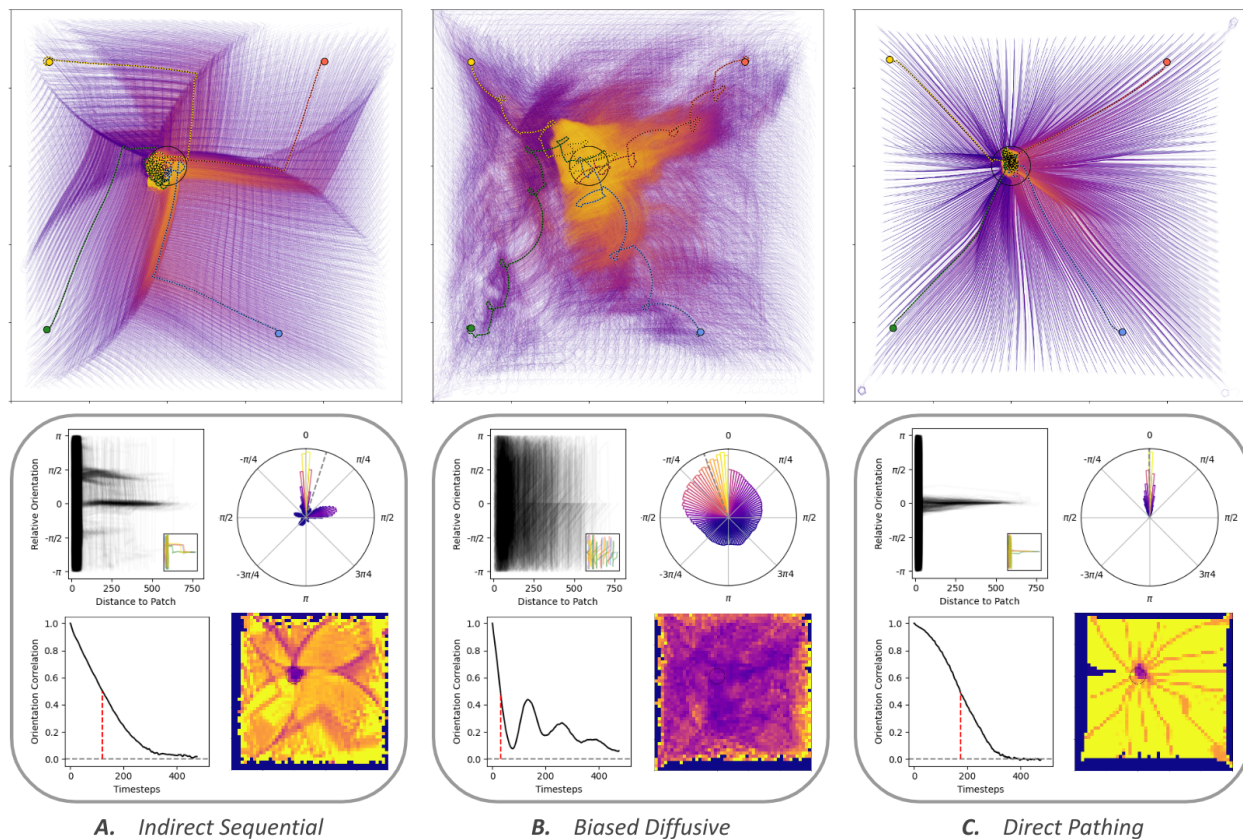 π
π/2
0
-π/2
-π
Relative Orientation
0
250
500
750
Distance to Patch
0
-π/4
π/4
-π/2
π/2
-3π/4
3π4
π
1.0
0.8
0.6
0.4
0.2
0.0
Orientation Correlation
0
200
400
Timesteps
A. Indirect Sequential
π
π/2
0
-π/2
-π
Relative Orientation
0
250
500
750
Distance to Patch
0
-π/4
π/4
-π/2
π/2
-3π/4
3π4
π
1.0
0.8
0.6
0.4
0.2
0.0
Orientation Correlation
0
200
400
Timesteps
B. Biased Diffusive
π
π/2
0
-π/2
-π
Relative Orientation
0
250
500
750
Distance to Patch
0
-π/4
π/4
-π/2
π/2
-3π/4
3π4
π
1.0
0.8
0.6
0.4
0.2
0.0
Orientation Correlation
0
200
400
Timesteps
C. Direct Pathing